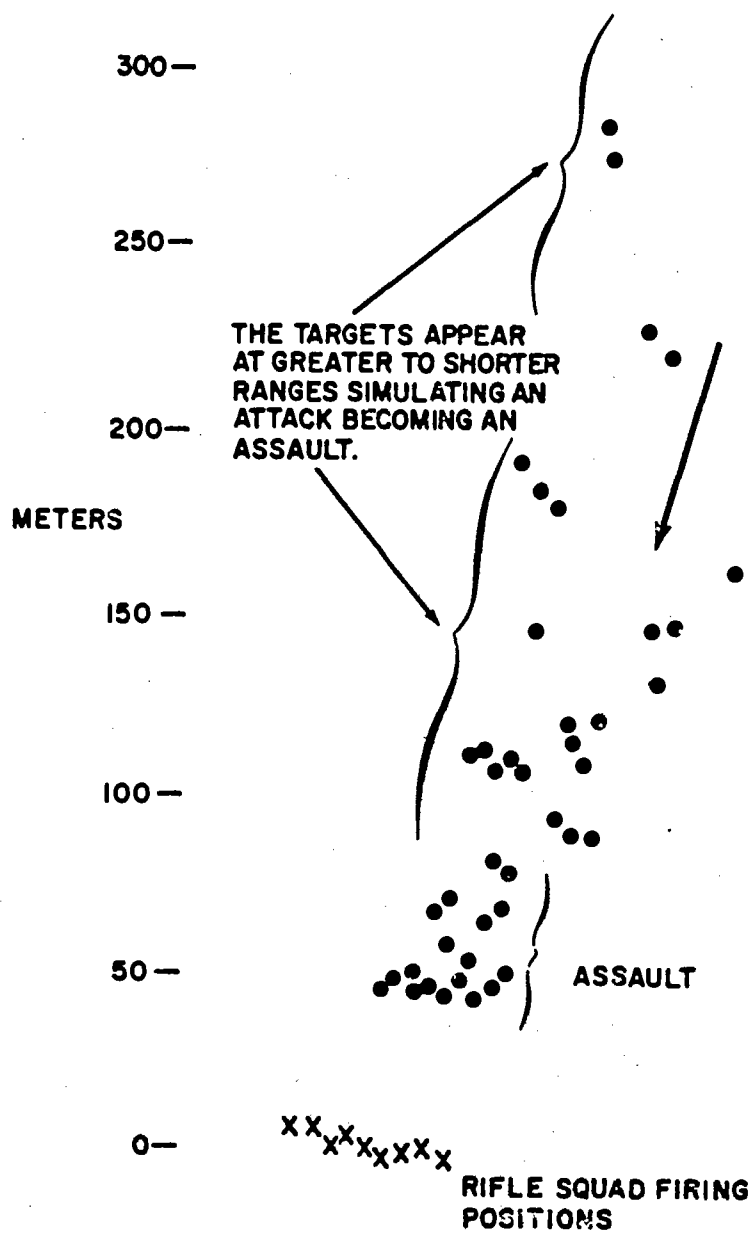 300—
250—
THE TARGETS APPEAR
AT GREATER TO SHORTER
RANGES SIMULATING AN
ATTACK BECOMING AN
ASSAULT.
200—
METERS
150—
100—
50—
ASSAULT
0—
X X X X X X X X X
RIFLE SQUAD FIRING
POSITIONS